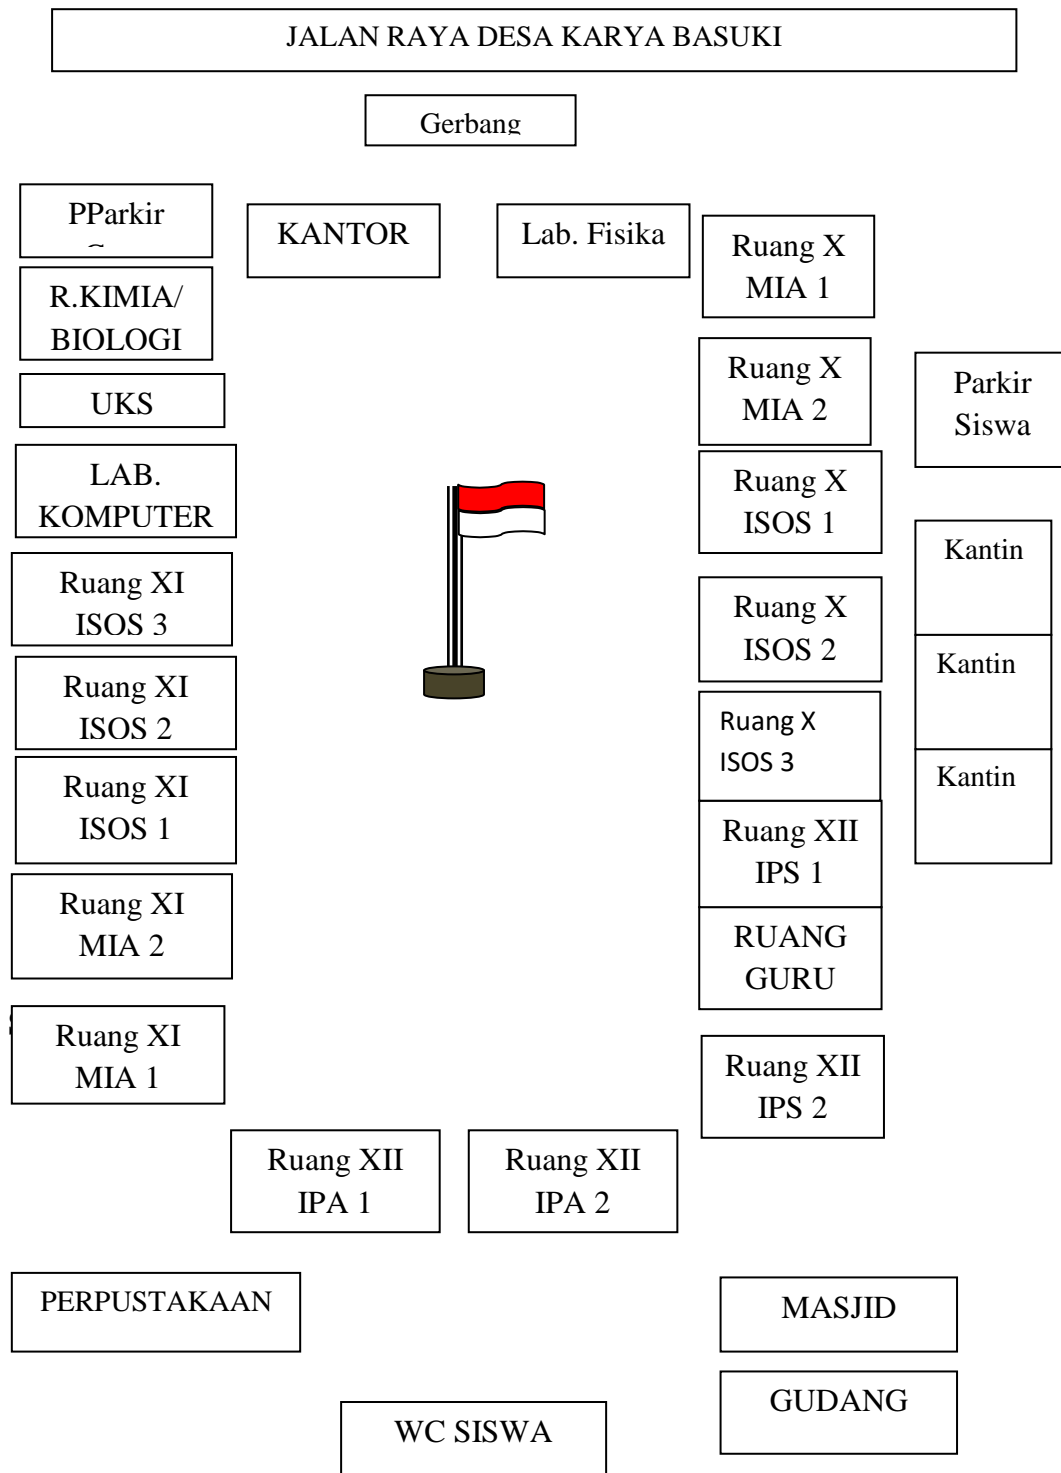 JALAN RAYA DESA KARYA BASUKI
Gerbang
PParkir
KANTOR
Lab. Fisika
Ruang X
MIA 1
R.KIMIA/
BIOLOGI
Ruang X
MIA 2
Parkir
Siswa
UKS
LAB.
KOMPUTER
Ruang X
ISOS 1
Kantin
Ruang XI
ISOS 3
Ruang X
ISOS 2
Kantin
Ruang XI
ISOS 2
Ruang X
ISOS 3
Kantin
Ruang XI
ISOS 1
Ruang XII
IPS 1
Ruang XI
MIA 2
RUANG
GURU
Ruang XI
MIA 1
Ruang XII
IPS 2
Ruang XII
IPA 1
Ruang XII
IPA 2
PERPUSTAKAAN
MASJID
GUDANG
WC SISWA